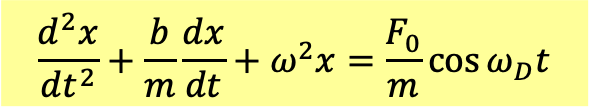 d²x/dt² + b/m dx/dt + ω²x = F₀/m cos ω_D t